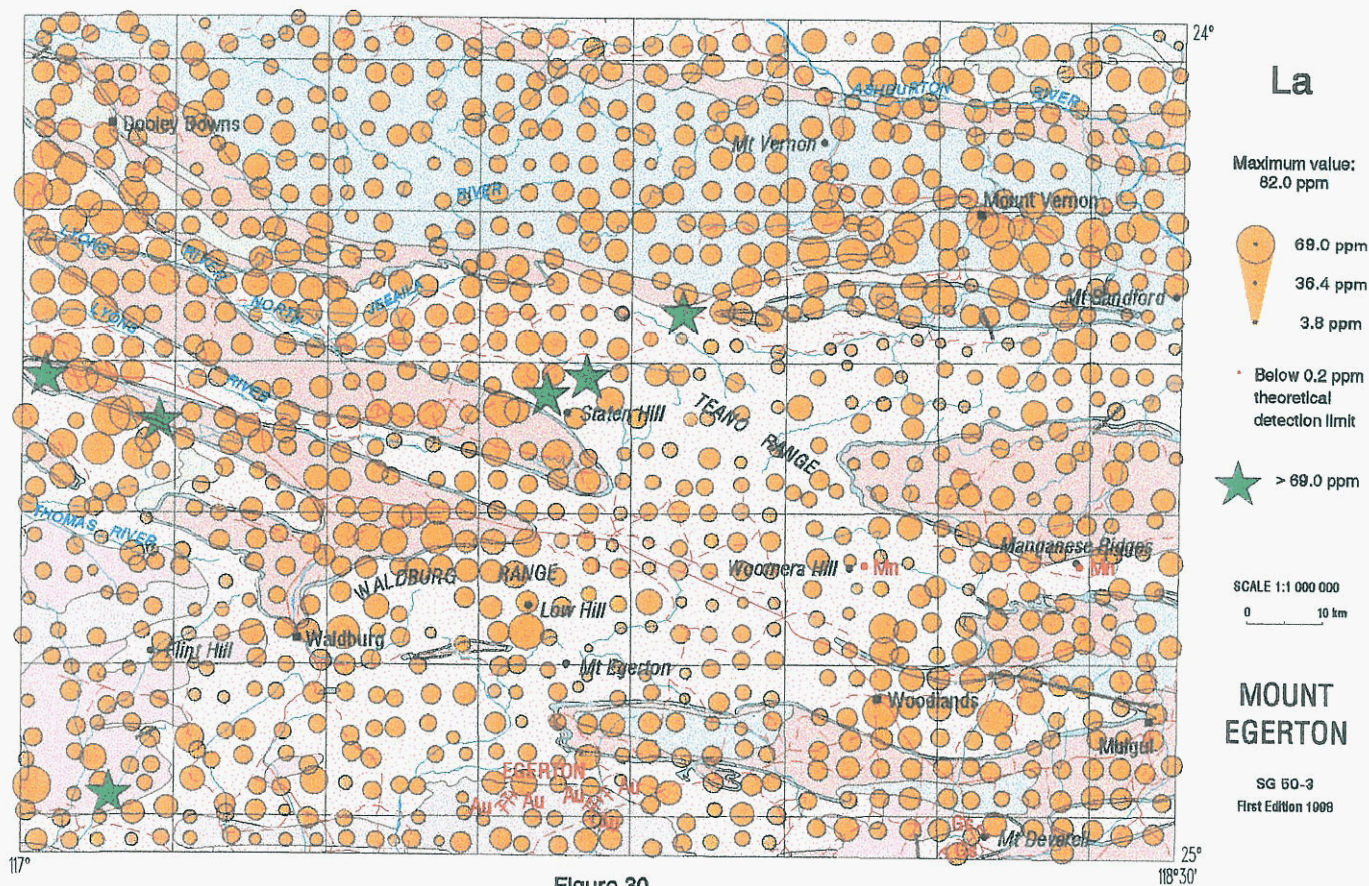 24°
La
ASHBURTON
RIVER
Dooley Downs
Mt Vernon
Maximum value:
82.0 ppm
RIVER
Mount Vernon
69.0 ppm
36.4 ppm
3.8 ppm
LYONS
RIVER
NORTH
Mt Sandford
LYONS
RIVER
Below 0.2 ppm
theoretical
detection limit
Staten Hill
TEANO
RANGE
> 69.0 ppm
THOMAS RIVER
Manganese Ridges
WALDBURG RANGE
Woomera Hill
Mn
Mn
SCALE 1:1 000 000
0 10 km
Low Hill
Waldburg
Flint Hill
Mt Egerton
Woodlands
MOUNT
EGERTON
Mulgul
EGERTON
Au
Au
Au
Au
Au
SG 50-3
First Edition 1998
Gs
Gs
Mt Deverell
117°
25°
118°30'
Figure 30